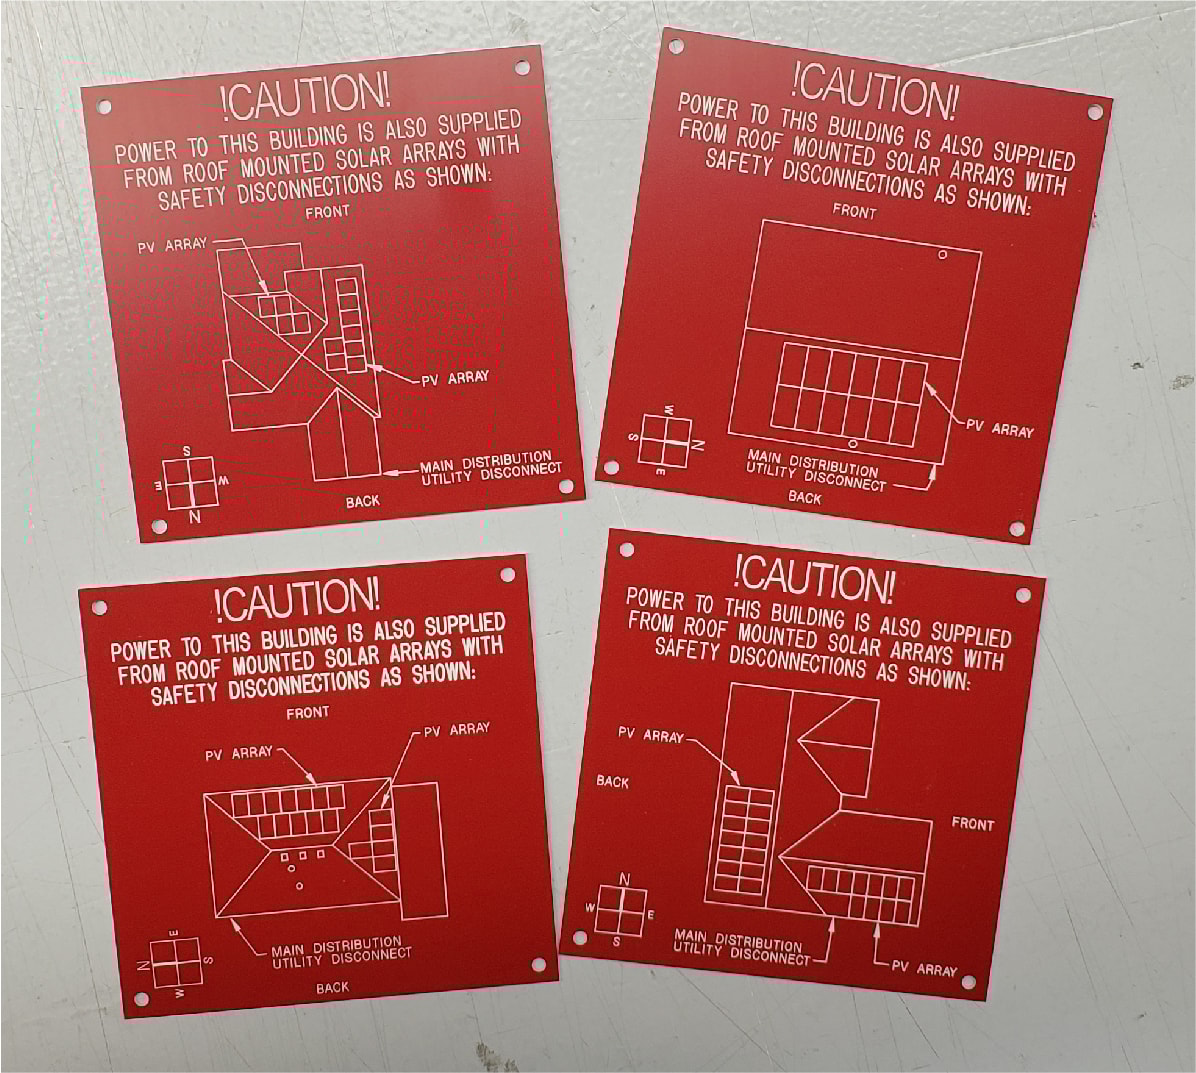 !CAUTION!
POWER TO THIS BUILDING IS ALSO SUPPLIED
FROM ROOF MOUNTED SOLAR ARRAYS WITH
SAFETY DISCONNECTIONS AS SHOWN:
FRONT
PV ARRAY
PV ARRAY
MAIN DISTRIBUTION
UTILITY DISCONNECT
S
E
W
N
BACK
!CAUTION!
POWER TO THIS BUILDING IS ALSO SUPPLIED
FROM ROOF MOUNTED SOLAR ARRAYS WITH
SAFETY DISCONNECTIONS AS SHOWN:
FRONT
PV ARRAY
W
S
N
E
MAIN DISTRIBUTION
UTILITY DISCONNECT
BACK
!CAUTION!
POWER TO THIS BUILDING IS ALSO SUPPLIED
FROM ROOF MOUNTED SOLAR ARRAYS WITH
SAFETY DISCONNECTIONS AS SHOWN:
FRONT
PV ARRAY
PV ARRAY
E
N
S
W
MAIN DISTRIBUTION
UTILITY DISCONNECT
BACK
!CAUTION!
POWER TO THIS BUILDING IS ALSO SUPPLIED
FROM ROOF MOUNTED SOLAR ARRAYS WITH
SAFETY DISCONNECTIONS AS SHOWN:
PV ARRAY
BACK
FRONT
N
W
E
S
MAIN DISTRIBUTION
UTILITY DISCONNECT
PV ARRAY